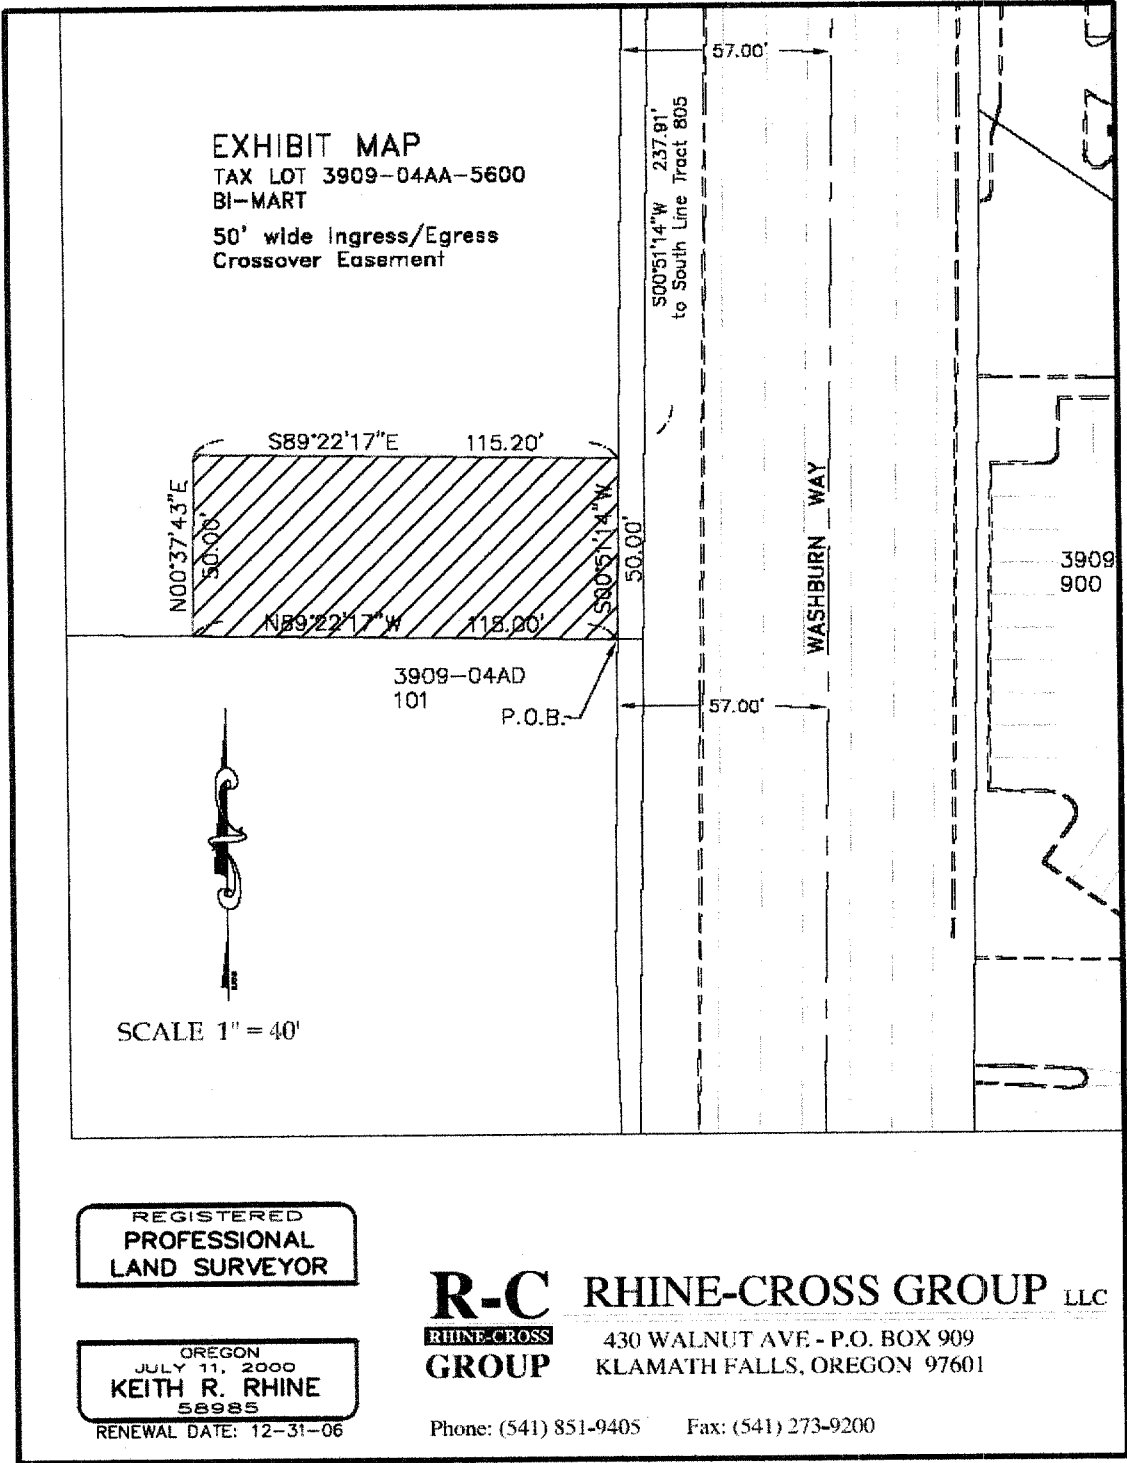 57.00'
EXHIBIT MAP
TAX LOT 3909-04AA-5600
BI-MART
50' wide Ingress/Egress
Crossover Easement
S00°51'14"W 237.91'
to South Line Tract 805
S89°22'17"E 115.20'
N00°37'43"E
50.00'
S00°51'14"W
50.00'
N89°22'17"W 115.00'
WASHBURN WAY
3909
900
3909-04AD
101
P.O.B.
57.00'
SCALE 1" = 40'
REGISTERED
PROFESSIONAL
LAND SURVEYOR
OREGON
JULY 11, 2000
KEITH R. RHINE
58985
RENEWAL DATE: 12-31-06
R-C
RHINE-CROSS
GROUP
RHINE-CROSS GROUP LLC
430 WALNUT AVE - P.O. BOX 909
KLAMATH FALLS, OREGON 97601
Phone: (541) 851-9405 Fax: (541) 273-9200